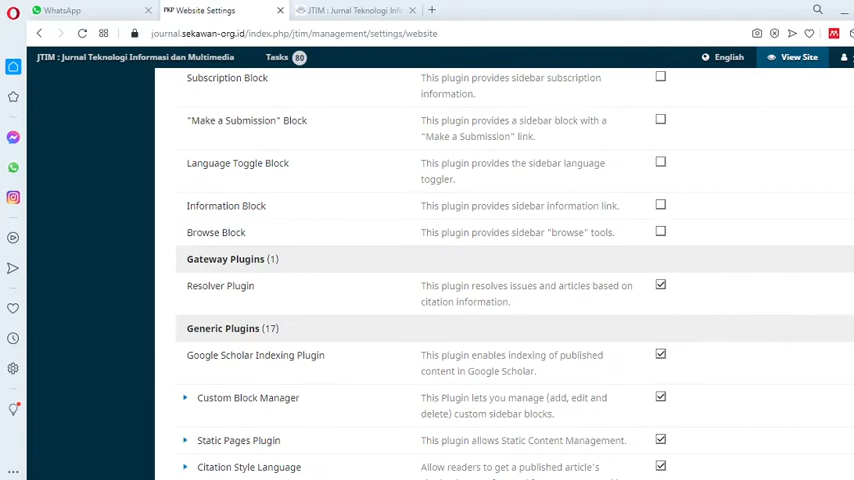 WhatsApp
PKP Website Settings
JTIM : Jurnal Teknologi Info
journal.sekawan-org.id/index.php/jtim/management/settings/website
JTIM : Jurnal Teknologi Informasi dan Multimedia
Tasks 80
English
View Site
Subscription Block
This plugin provides sidebar subscription
information.
"Make a Submission" Block
This plugin provides a sidebar block with a
"Make a Submission" link.
Language Toggle Block
This plugin provides the sidebar language
toggler.
Information Block
This plugin provides sidebar information link.
Browse Block
This plugin provides sidebar "browse" tools.
Gateway Plugins (1)
Resolver Plugin
This plugin resolves issues and articles based on
citation information.
Generic Plugins (17)
Google Scholar Indexing Plugin
This plugin enables indexing of published
content in Google Scholar.
Custom Block Manager
This Plugin lets you manage (add, edit and
delete) custom sidebar blocks.
Static Pages Plugin
This plugin allows Static Content Management.
Citation Style Language
Allow readers to get a published article's